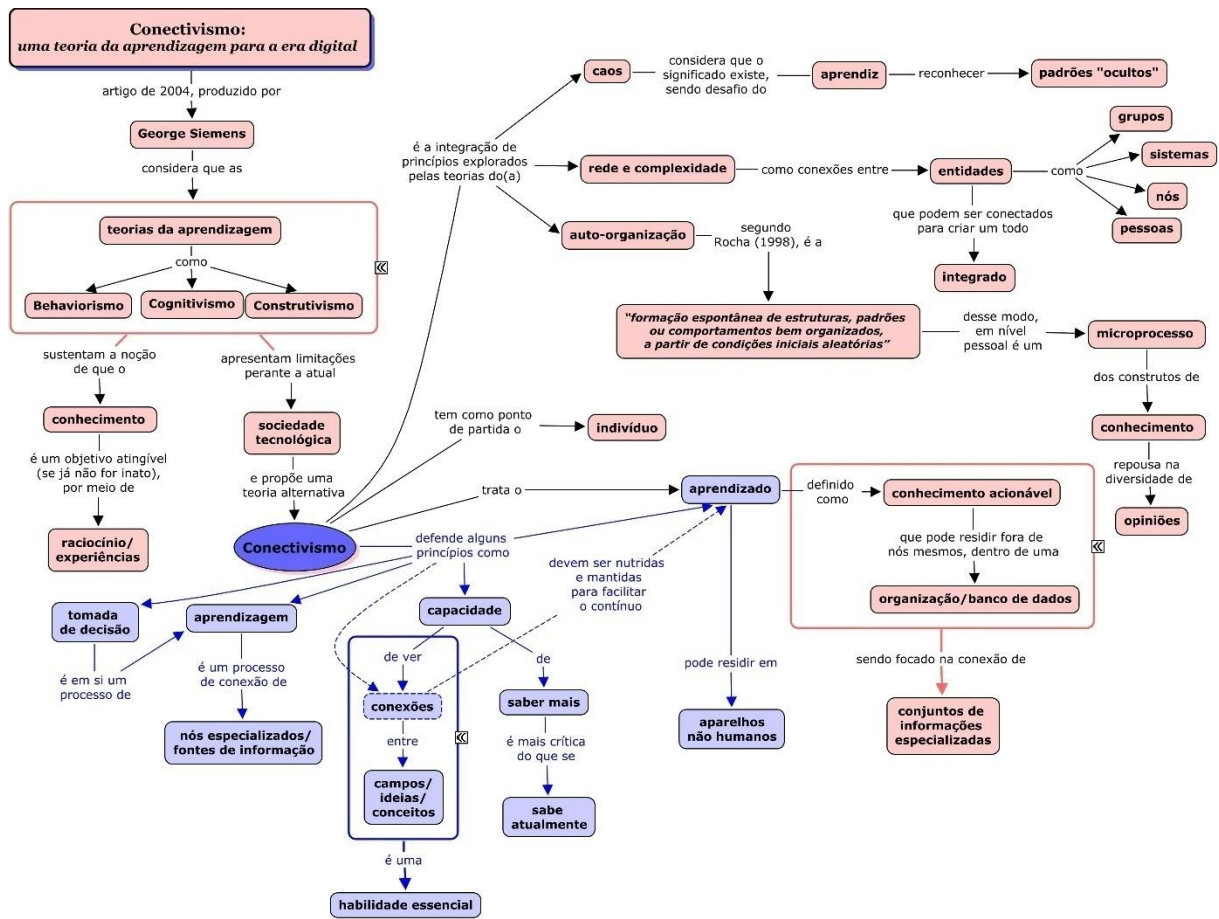 Conectivismo:
uma teoria da aprendizagem para a era digital
artigo de 2004, produzido por
George Siemens
considera que as
teorias da aprendizagem
como
Behaviorismo
Cognitivismo
Construtivismo
sustentam a noção
de que o
conhecimento
é um objetivo atingível
(se já não for inato),
por meio de
raciocínio/
experiências
apresentam limitações
perante a atual
sociedade
tecnológica
e propõe uma
teoria alternativa
Conectivismo
é a integração de
princípios explorados
pelas teorias do(a)
caos
considera que o
significado existe,
sendo desafio do
aprendiz
reconhecer
padrões "ocultos"
rede e complexidade
como conexões entre
entidades
como
grupos
sistemas
nós
pessoas
que podem ser conectados
para criar um todo
integrado
auto-organização
segundo
Rocha (1998), é a
“formação espontânea de estruturas, padrões
ou comportamentos bem organizados,
a partir de condições iniciais aleatórias”
desse modo,
em nível
pessoal é um
microprocesso
dos construtos de
conhecimento
repousa na
diversidade de
opiniões
tem como ponto
de partida o
indivíduo
trata o
aprendizado
definido
como
conhecimento acionável
que pode residir fora de
nós mesmos, dentro de uma
organização/banco de dados
sendo focado na conexão de
conjuntos de
informações
especializadas
pode residir em
aparelhos
não humanos
defende alguns
princípios como
tomada
de decisão
é em si um
processo de
aprendizagem
é um processo
de conexão de
nós especializados/
fontes de informação
capacidade
de ver
conexões
entre
campos/
ideias/
conceitos
é uma
habilidade essencial
devem ser nutridas
e mantidas
para facilitar
o contínuo
de
saber mais
é mais crítica
do que se
sabe
atualmente